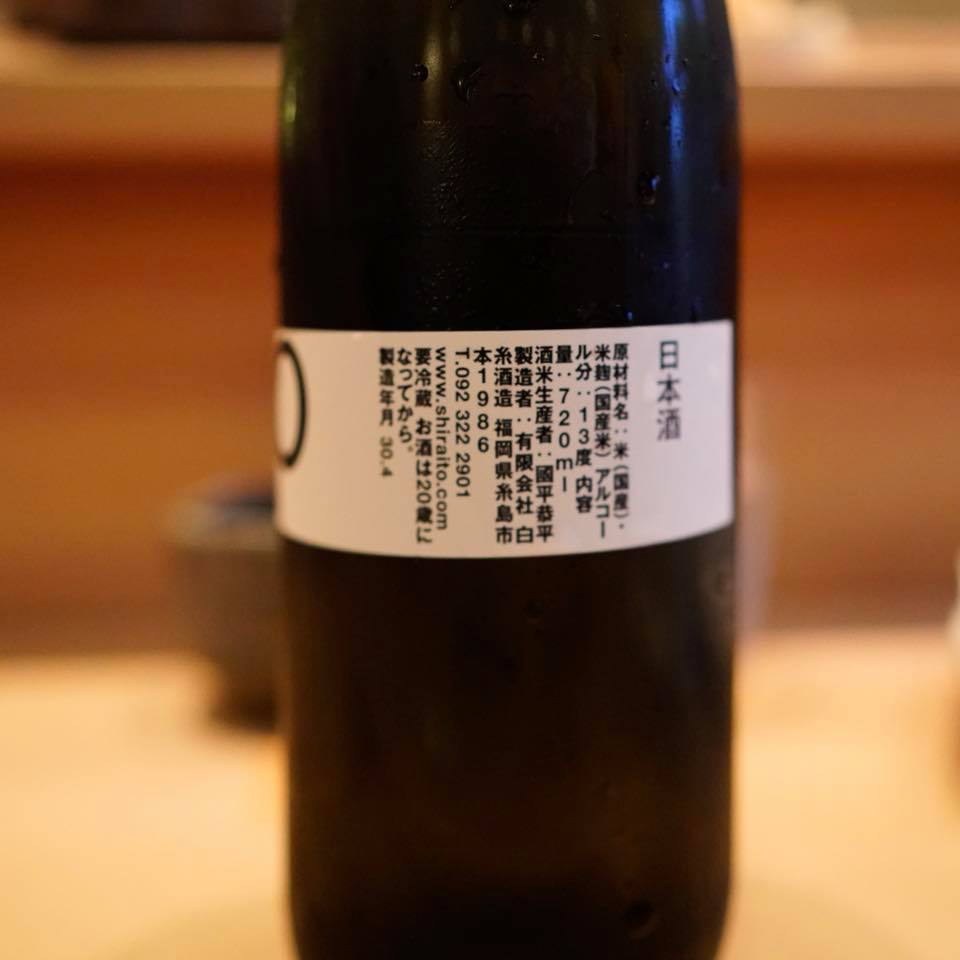 日本酒
原材料名：米（国産）・
米麹（国産米）アルコー
ル分：13度 内容
量：720ml
酒米生産者：國平恭平
製造者：有限会社 白
糸酒造 福岡県糸島市
本1986
T.092 322 2901
www.shiraito.com
要冷蔵 お酒は20歳に
なってから。
製造年月 30.4